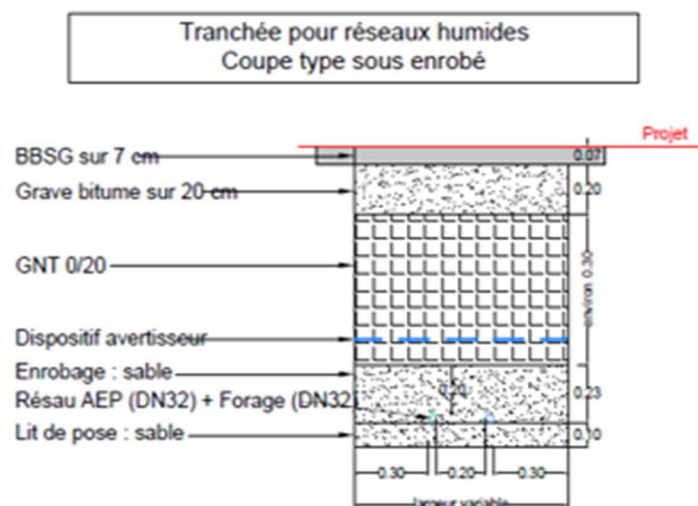 Tranchée pour réseaux humides
Coupe type sous enrobé
Projet
BBSG sur 7 cm
0.07
Grave bitume sur 20 cm
0.20
GNT 0/20
environ 0.30
Dispositif avertisseur
Enrobage : sable
0.23
Résau AEP (DN32) + Forage (DN32)
Lit de pose : sable
0.10
0.30 0.20 0.30
largeur variable